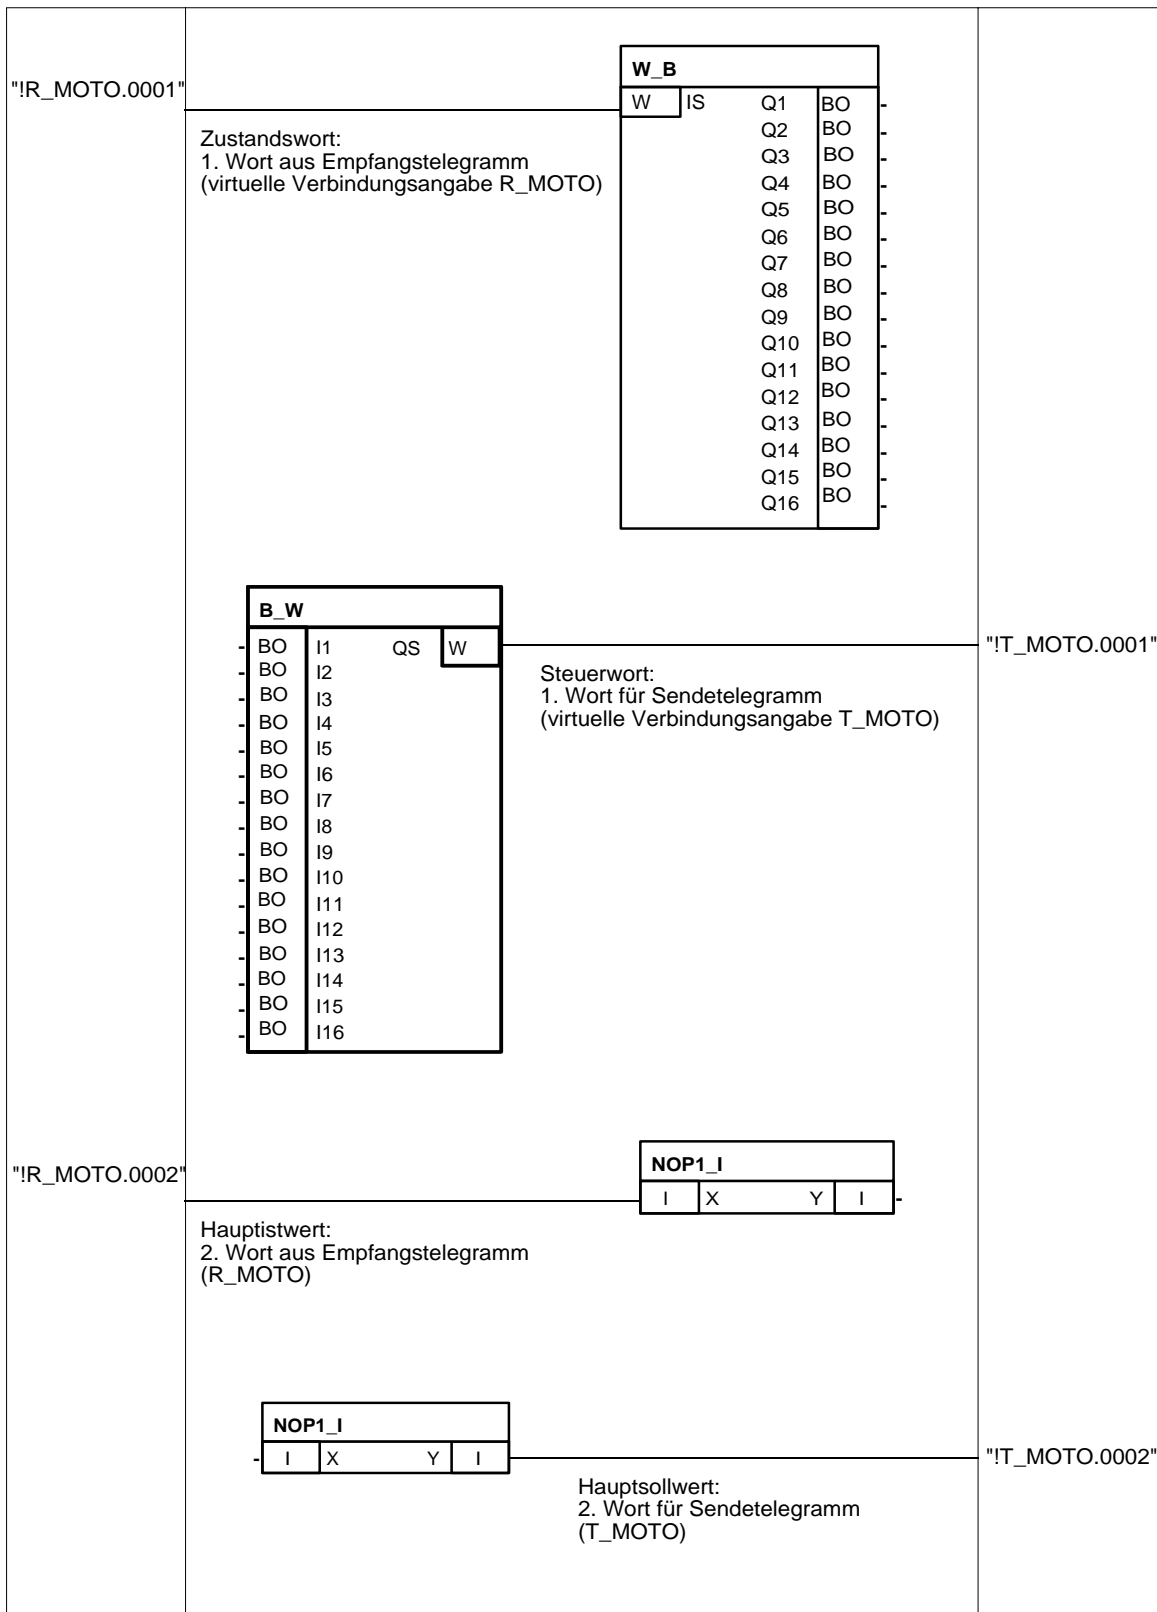 W_B
"!R_MOTO.0001"
W IS Q1 BO
Zustandswort:
1. Wort aus Empfangstelegramm
(virtuelle Verbindungsangabe R_MOTO)
Q2 BO
Q3 BO
Q4 BO
Q5 BO
Q6 BO
Q7 BO
Q8 BO
Q9 BO
Q10 BO
Q11 BO
Q12 BO
Q13 BO
Q14 BO
Q15 BO
Q16 BO
B_W
BO I1 QS W
"!T_MOTO.0001"
Steuerwort:
1. Wort für Sendetelegramm
(virtuelle Verbindungsangabe T_MOTO)
BO I2
BO I3
BO I4
BO I5
BO I6
BO I7
BO I8
BO I9
BO I10
BO I11
BO I12
BO I13
BO I14
BO I15
BO I16
"!R_MOTO.0002"
NOP1_I
I X Y I
Hauptistwert:
2. Wort aus Empfangstelegramm
(R_MOTO)
NOP1_I
I X Y I
"!T_MOTO.0002"
Hauptsollwert:
2. Wort für Sendetelegramm
(T_MOTO)